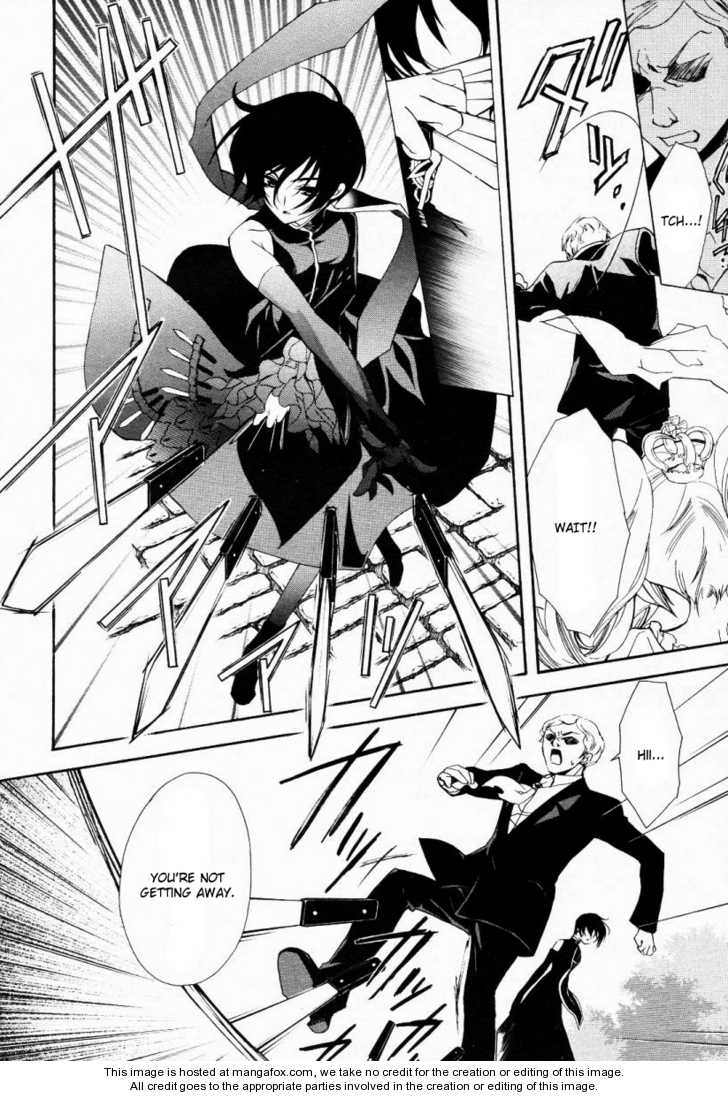 TCH...!
ダッ
WAIT!!
HII...
YOU'RE NOT
GETTING AWAY.
This image is hosted at mangafox.com, we take no credit for the creation or editing of this image.
All credit goes to the appropriate parties involved in the creation or editing of this image.